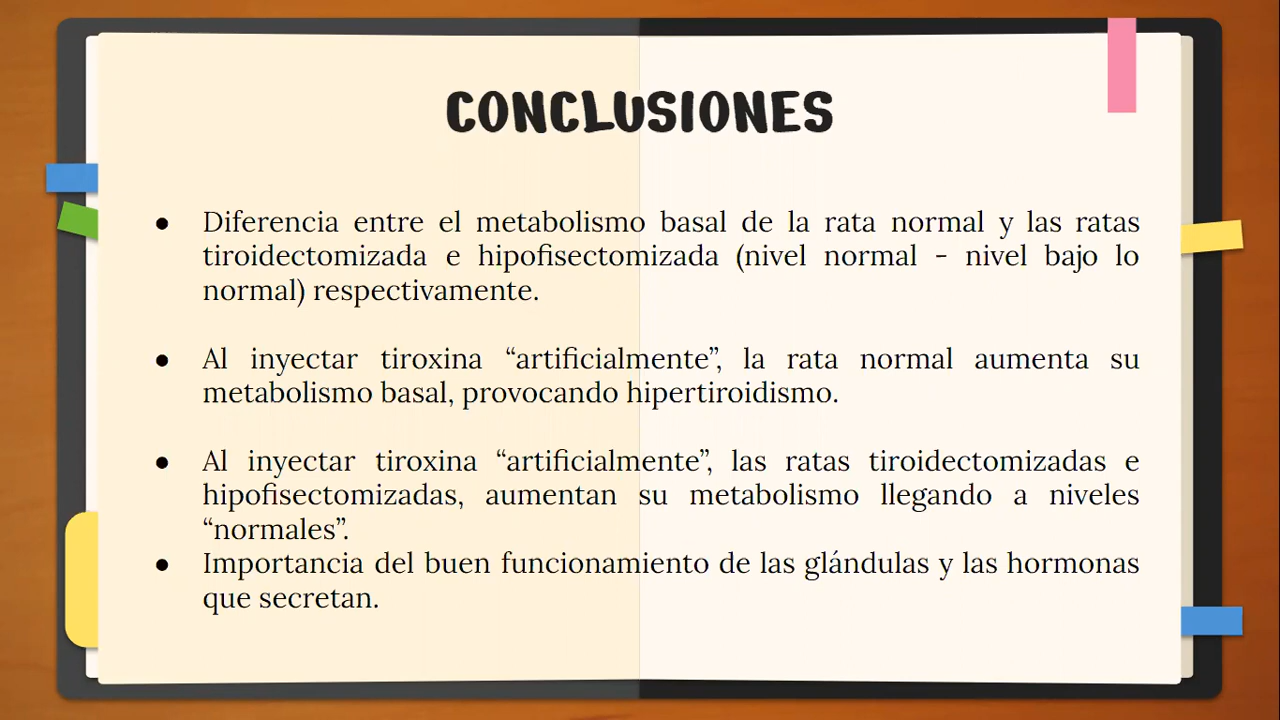 CONCLUSIONES
● Diferencia entre el metabolismo basal de la rata normal y las ratas
tiroidectomizada e hipofisectomizada (nivel normal - nivel bajo lo
normal) respectivamente.
● Al inyectar tiroxina “artificialmente”, la rata normal aumenta su
metabolismo basal, provocando hipertiroidismo.
● Al inyectar tiroxina “artificialmente”, las ratas tiroidectomizadas e
hipofisectomizadas, aumentan su metabolismo llegando a niveles
“normales”.
● Importancia del buen funcionamiento de las glándulas y las hormonas
que secretan.